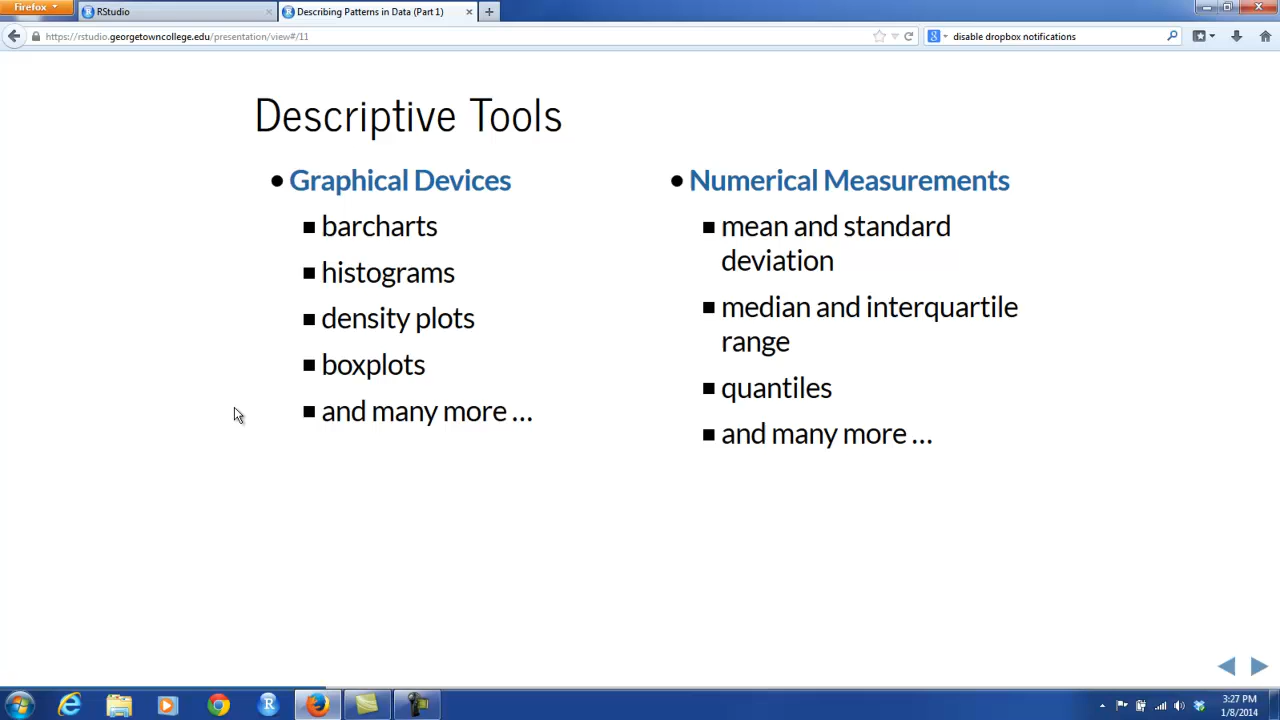 Firefox
RStudio
Describing Patterns in Data (Part 1)
https://rstudio.georgetowncollege.edu/presentation/view#/11
disable dropbox notifications
Descriptive Tools
Graphical Devices
barcharts
histograms
density plots
boxplots
and many more ...
Numerical Measurements
mean and standard
deviation
median and interquartile
range
quantiles
and many more ...
3:27 PM
1/8/2014